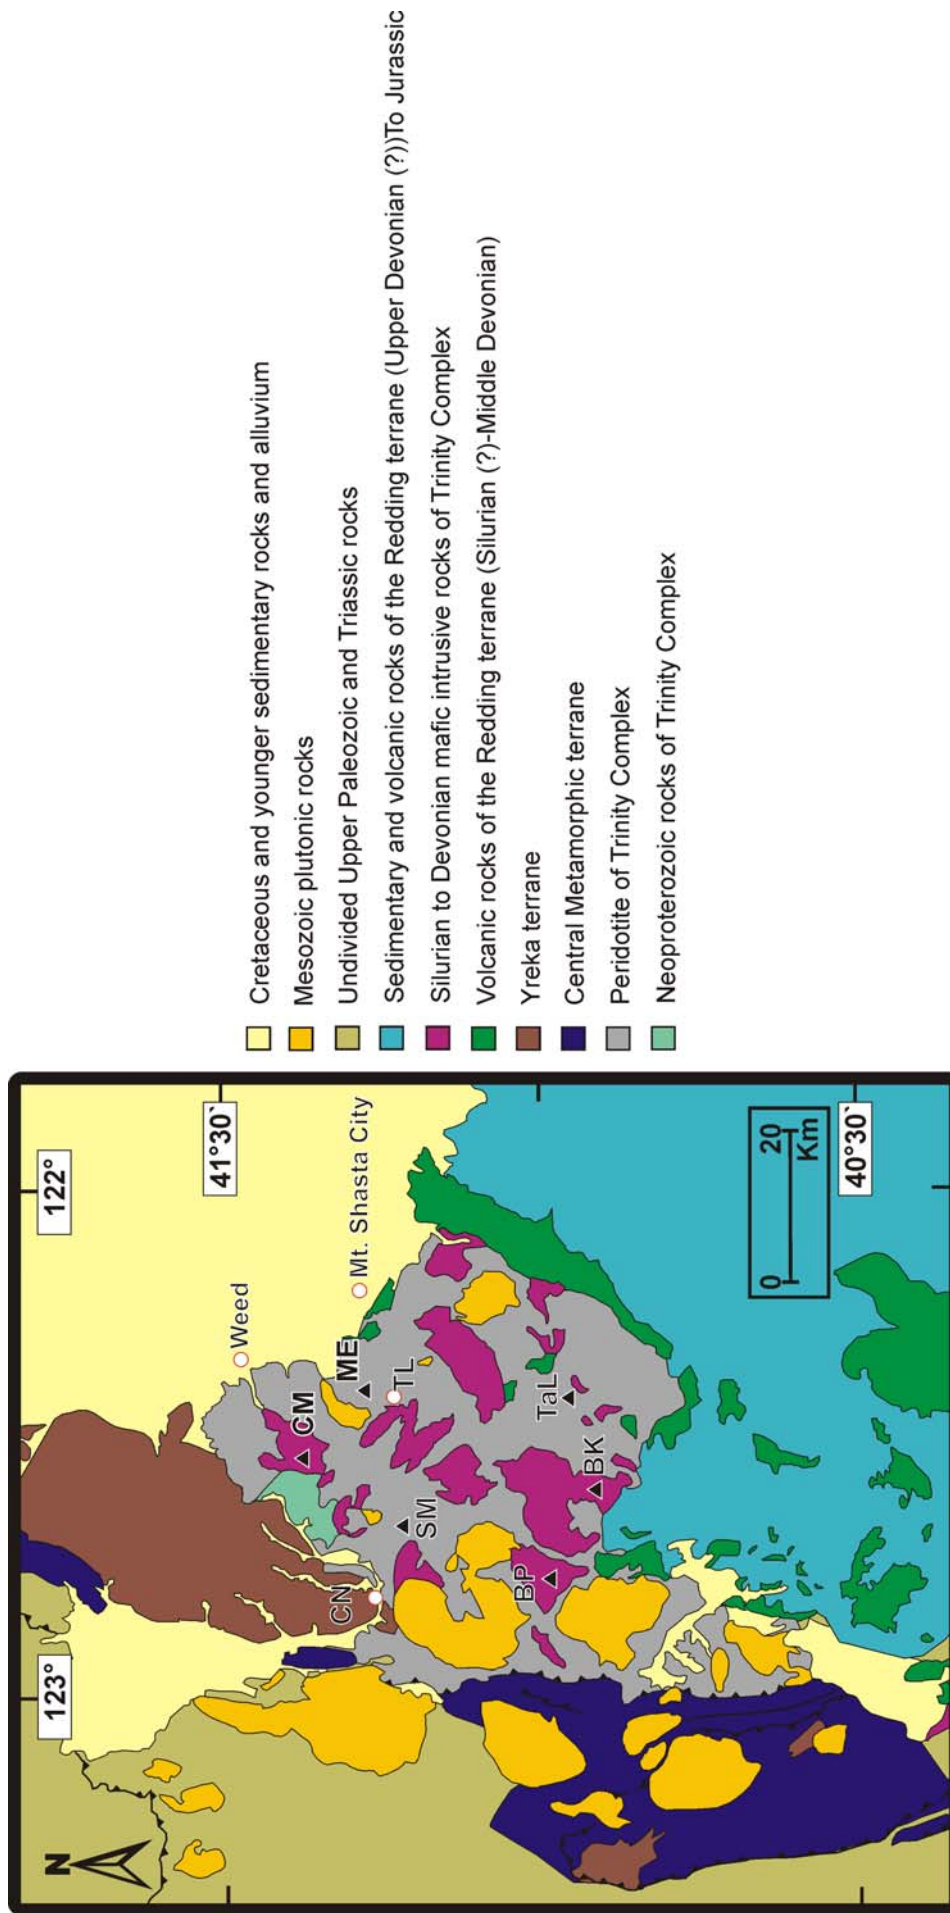 N
123°
122°
41°30`
40°30`
Weed
Mt. Shasta City
CM
ME
TL
CN
SM
TaL
BK
BP
0 20
Km
Cretaceous and younger sedimentary rocks and alluvium
Mesozoic plutonic rocks
Undivided Upper Paleozoic and Triassic rocks
Sedimentary and volcanic rocks of the Redding terrane (Upper Devonian (?))To Jurassic
Silurian to Devonian mafic intrusive rocks of Trinity Complex
Volcanic rocks of the Redding terrane (Silurian (?)-Middle Devonian)
Yreka terrane
Central Metamorphic terrane
Peridotite of Trinity Complex
Neoproterozoic rocks of Trinity Complex